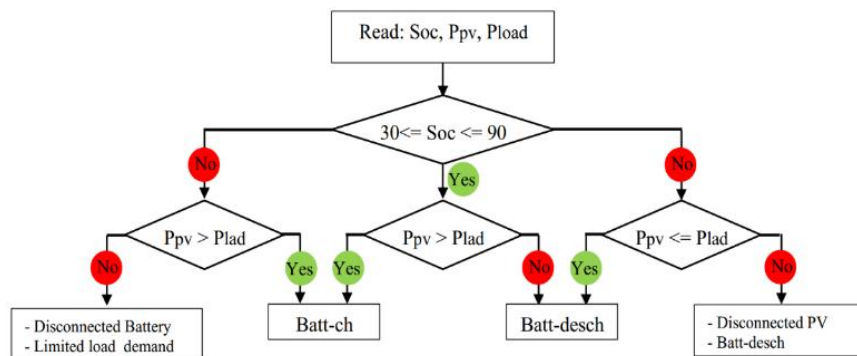 Read: Soc, Ppv, Pload
30<= Soc <= 90
No
Yes
No
Ppv > Plad
Ppv > Plad
Ppv <= Plad
No
Yes
Yes
No
Yes
No
- Disconnected Battery
- Limited load demand
Batt-ch
Batt-desch
- Disconnected PV
- Batt-desch